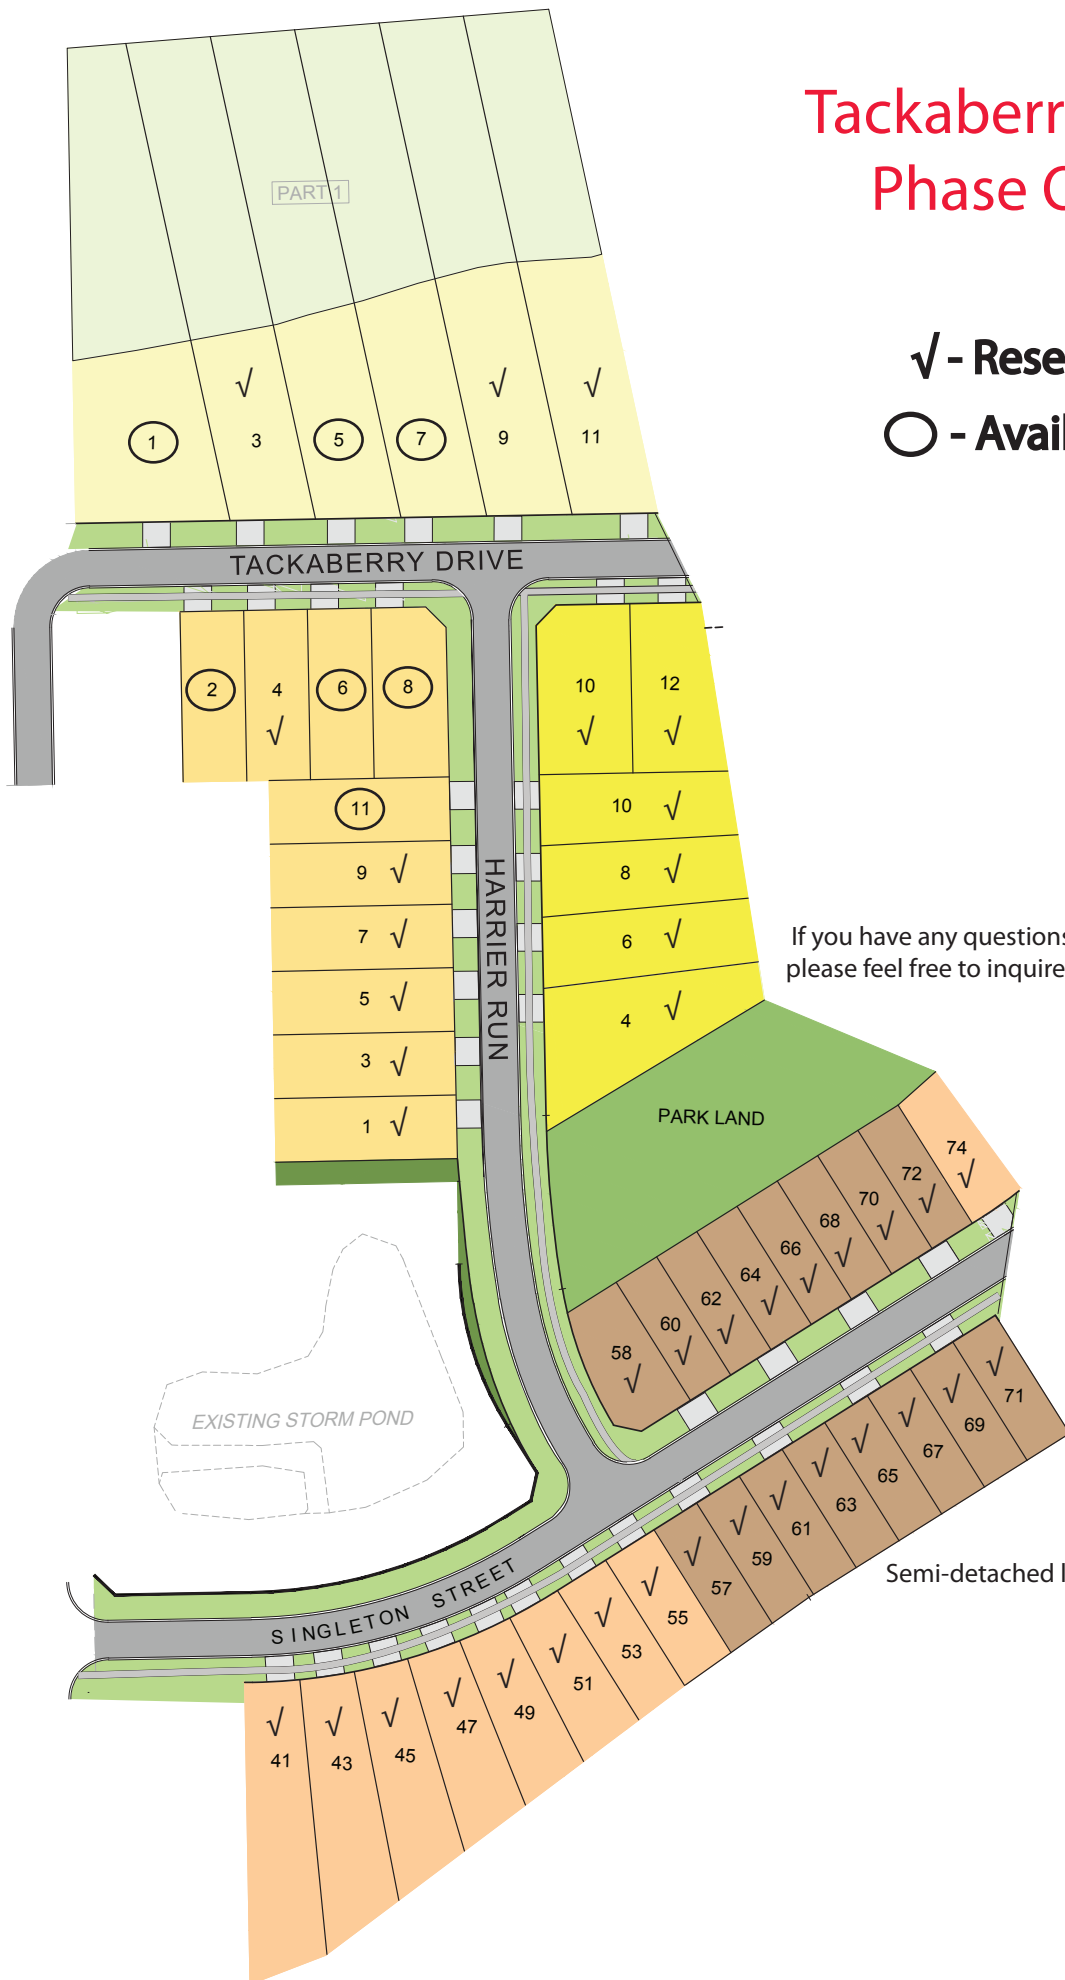 Tackaberr
Phase
PART 1
√ - Rese
- Avail
√ √ √
1 3 5 7 9 11
TACKABERRY DRIVE
2 4 6 8
√
10 12
√ √
11
9 √
7 √
5 √
3 √
1 √
HARRIER RUN
10 √
8 √
6 √
4 √
If you have any questions
please feel free to inquire
PARK LAND
74 √
72 √
70 √
68 √
66 √
64 √
62 √
60 √
58 √
EXISTING STORM POND
√ 71
√ 69
√ 67
√ 65
√ 63
√ 61
√ 59
√ 57
Semi-detached l
SINGLETON STREET
√ 55
√ 53
√ 51
√ 49
√ 47
√ 45
√ 43
√ 41